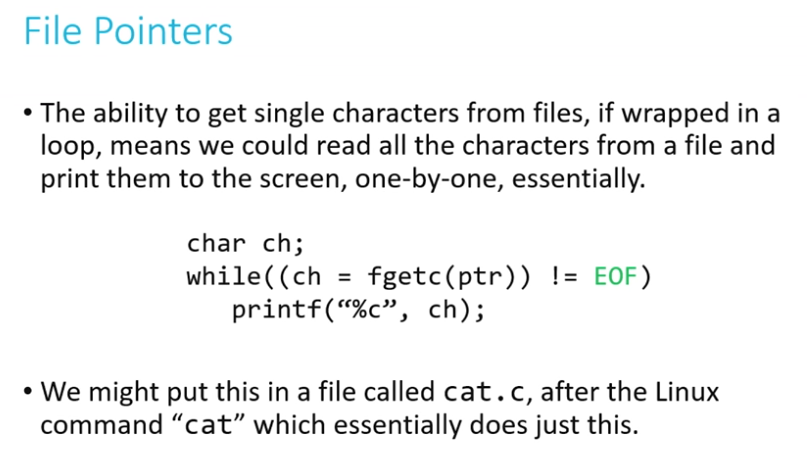 File Pointers
• The ability to get single characters from files, if wrapped in a
loop, means we could read all the characters from a file and
print them to the screen, one-by-one, essentially.
char ch;
while((ch = fgetc(ptr)) != EOF)
printf(“%c”, ch);
• We might put this in a file called cat.c, after the Linux
command “cat” which essentially does just this.